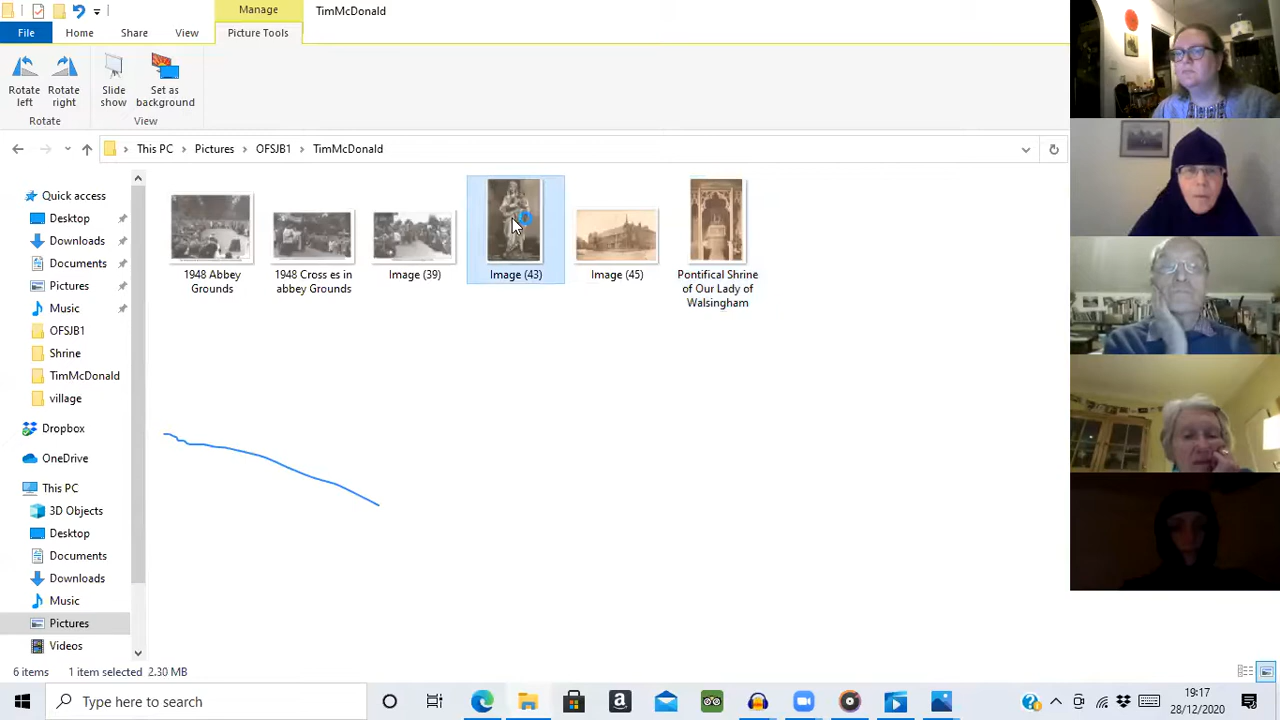 Manage
TimMcDonald
File
Home
Share
View
Picture Tools
Rotate left
Rotate right
Slide show
Set as background
Rotate
View
This PC
Pictures
OFSJB1
TimMcDonald
Quick access
Desktop
Downloads
Documents
Pictures
Music
OFSJB1
Shrine
TimMcDonald
village
Dropbox
OneDrive
This PC
3D Objects
Desktop
Documents
Downloads
Music
Pictures
Videos
1948 Abbey
Grounds
1948 Cross es in
abbey Grounds
Image (39)
Image (43)
Image (45)
Pontifical Shrine
of Our Lady of
Walsingham
6 items
1 item selected 2.30 MB
Type here to search
19:17
28/12/2020